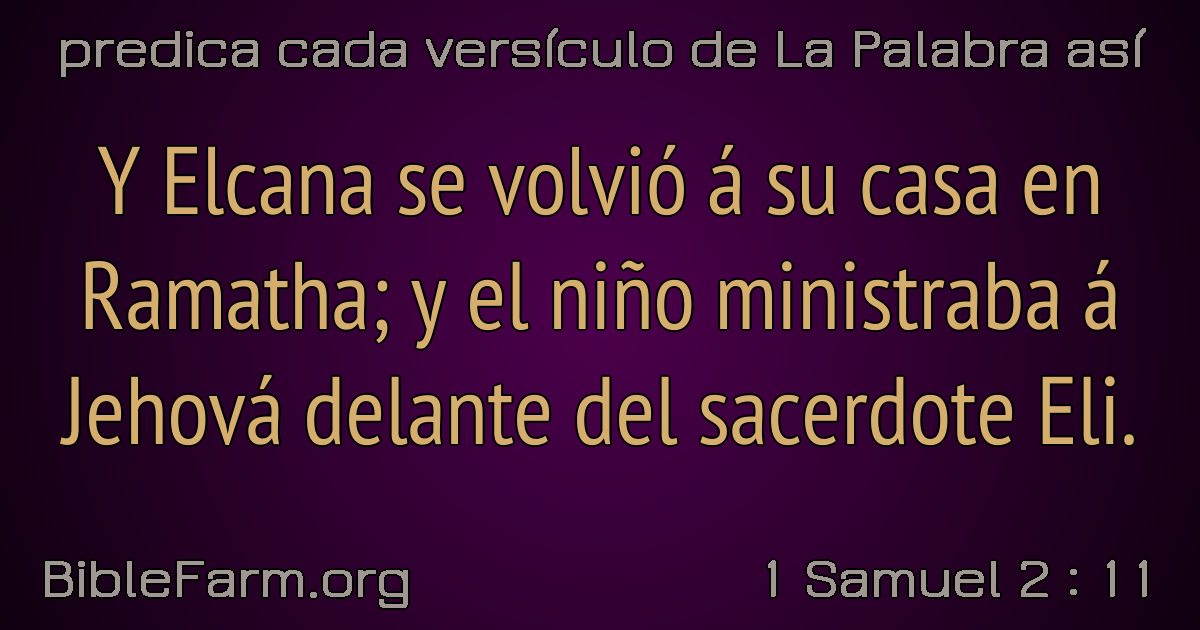 predica cada versículo de La Palabra así
Y Elcana se volvió á su casa en
Ramatha; y el niño ministraba á
Jehová delante del sacerdote Eli.
BibleFarm.org
1 Samuel 2 : 11